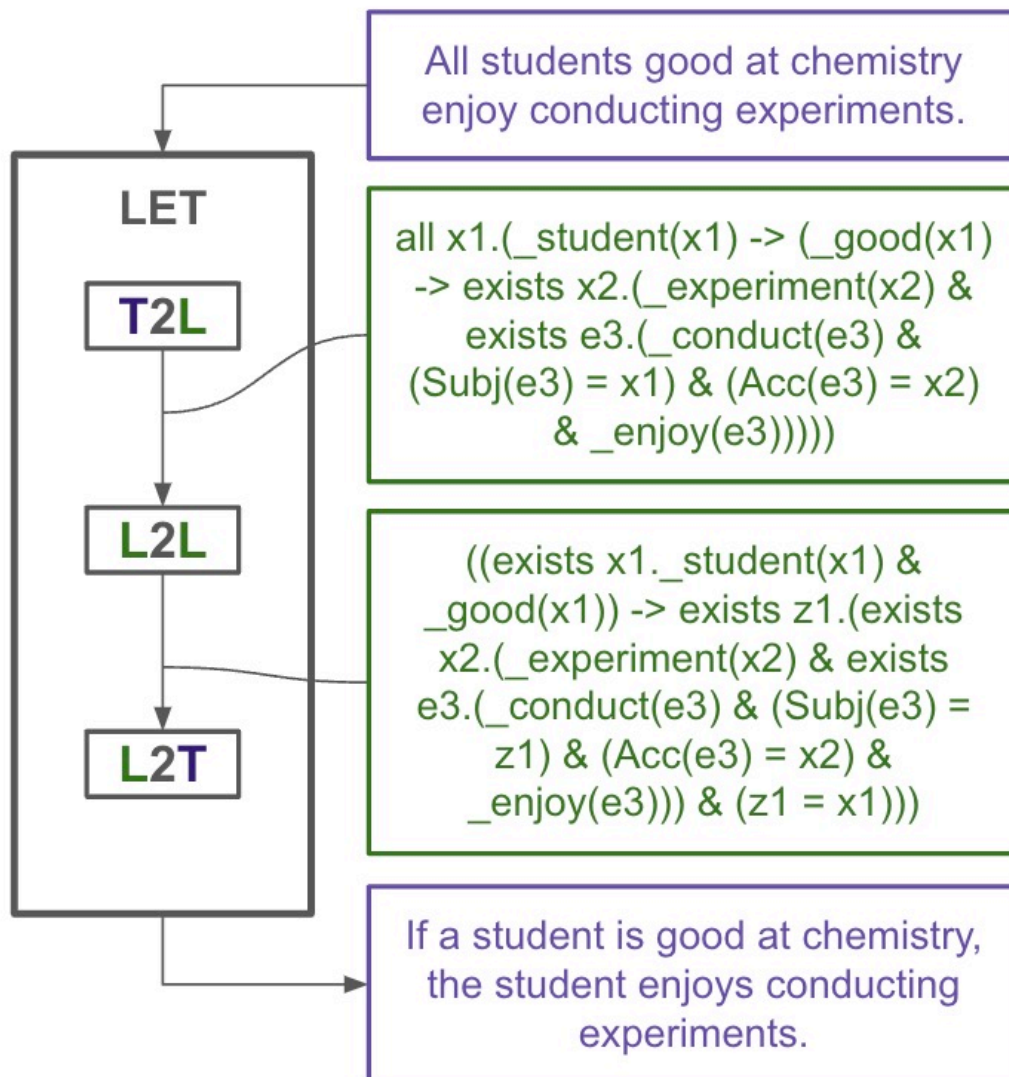 All students good at chemistry
enjoy conducting experiments.
LET
T2L
all x1.(_student(x1) -> (_good(x1)
-> exists x2.(_experiment(x2) &
exists e3.(_conduct(e3) &
(Subj(e3) = x1) & (Acc(e3) = x2)
& _enjoy(e3)))))
L2L
((exists x1._student(x1) &
_good(x1)) -> exists z1.(exists
x2.(_experiment(x2) & exists
e3.(_conduct(e3) & (Subj(e3) =
z1) & (Acc(e3) = x2) &
_enjoy(e3))) & (z1 = x1)))
L2T
If a student is good at chemistry,
the student enjoys conducting
experiments.